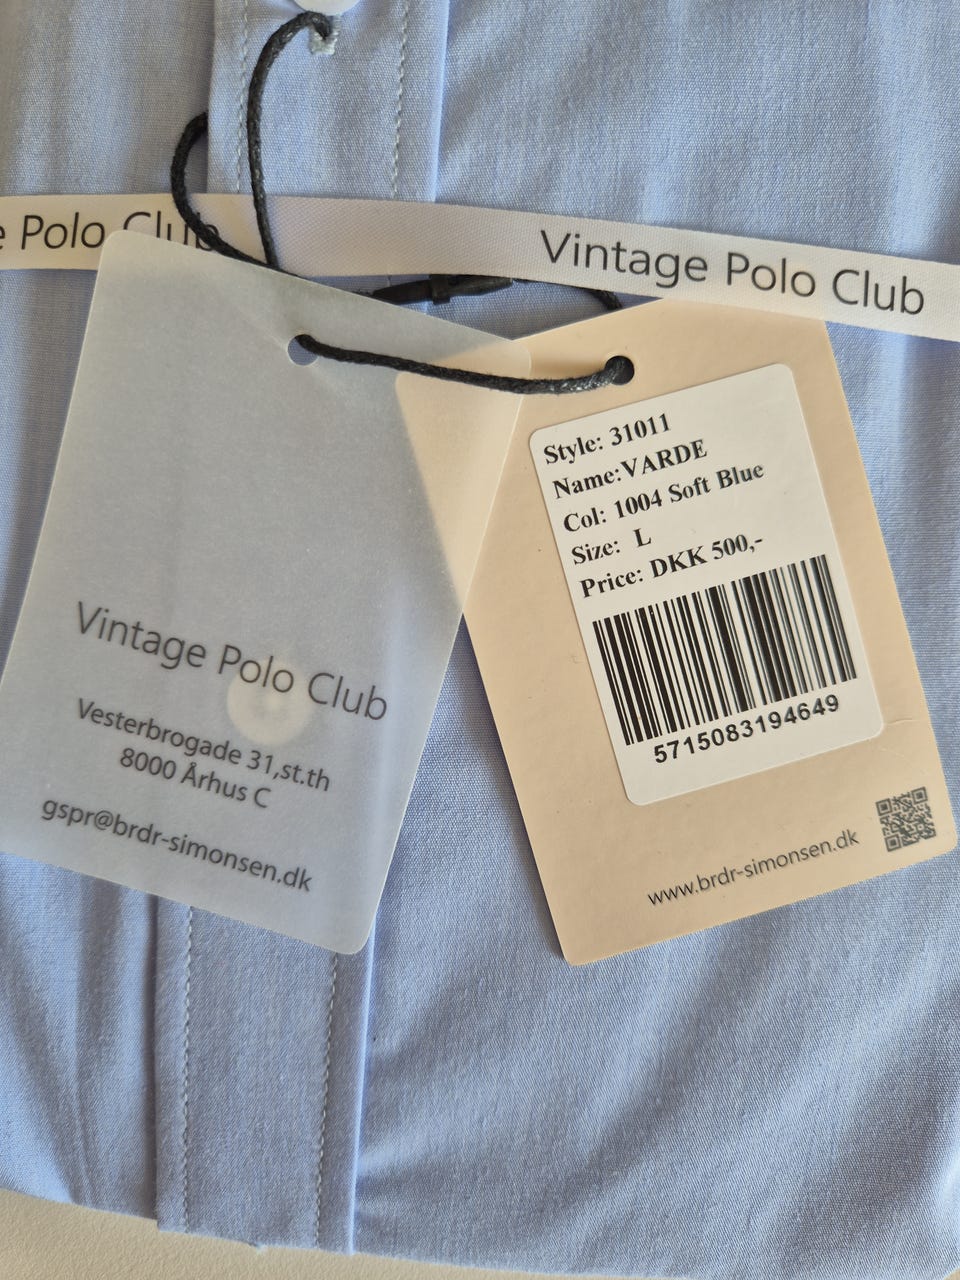 e Polo Club
Vintage Polo Club
Vintage Polo Club
Vesterbrogade 31,st.th
8000 Århus C
gspr@brdr-simonsen.dk
Style: 31011
Name:VARDE
Col: 1004 Soft Blue
Size: L
Price: DKK 500,-
5715083194649
www.brdr-simonsen.dk